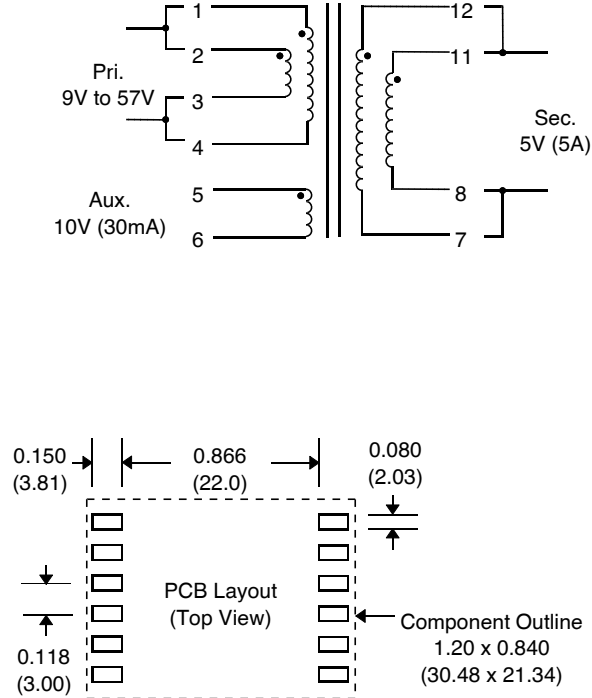 1
2
3
4
5
6
Pri.
9V to 57V
Aux.
10V (30mA)
12
11
8
7
Sec.
5V (5A)
0.150
(3.81)
0.866
(22.0)
0.080
(2.03)
PCB Layout
(Top View)
0.118
(3.00)
Component Outline
1.20 x 0.840
(30.48 x 21.34)